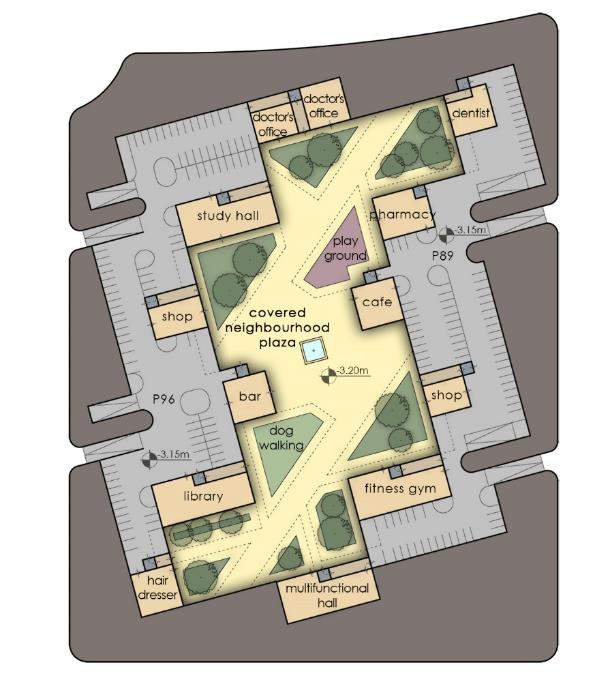 doctor's
office
doctor's
office
dentist
study hall
pharmacy
-3.15m
P89
play
ground
cafe
shop
covered
neighbourhood
plaza
-3.20m
P96
bar
shop
dog
walking
-3.15m
library
fitness gym
hair
dresser
multifunctional
hall